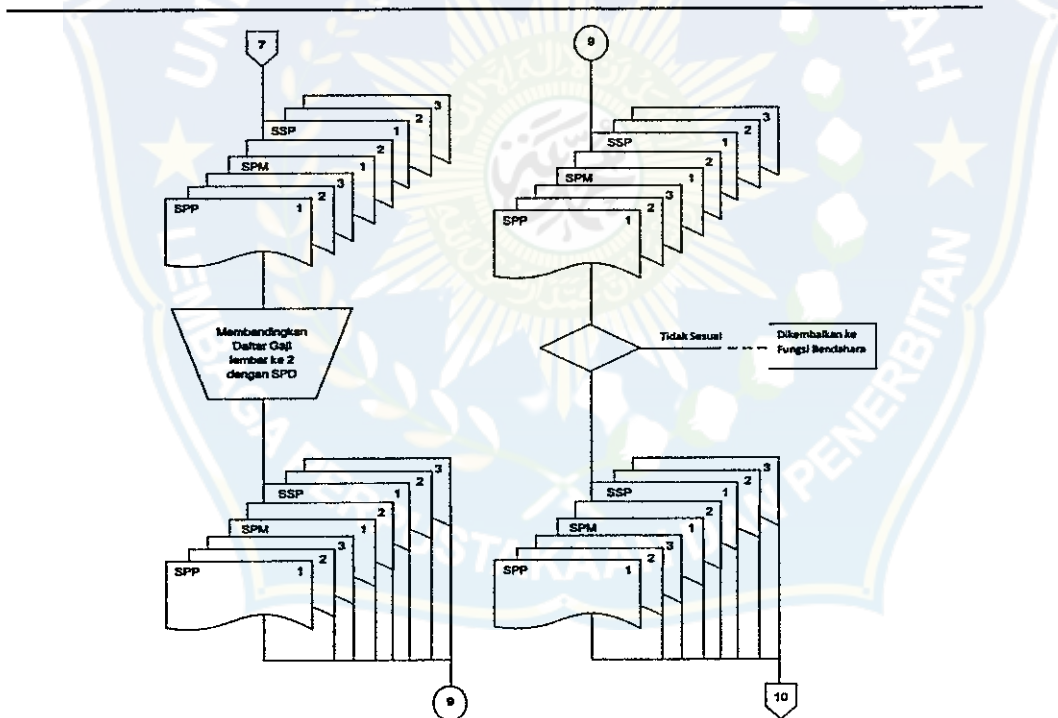 7
3
2
SSP 1
2
SPM 1
3
2
SPP 1
Membandingkan
Daftar Gaji
lembar ke 2
dengan SPD
3
2
SSP 1
2
SPM 1
3
2
SPP 1
9
9
3
2
SSP 1
2
SPM 1
3
2
SPP 1
Tidak Sesuai
Dikembalkan ke
Fungsi Bendahara
3
2
SSP 1
2
SPM 1
3
2
SPP 1
10
PENERBITAN